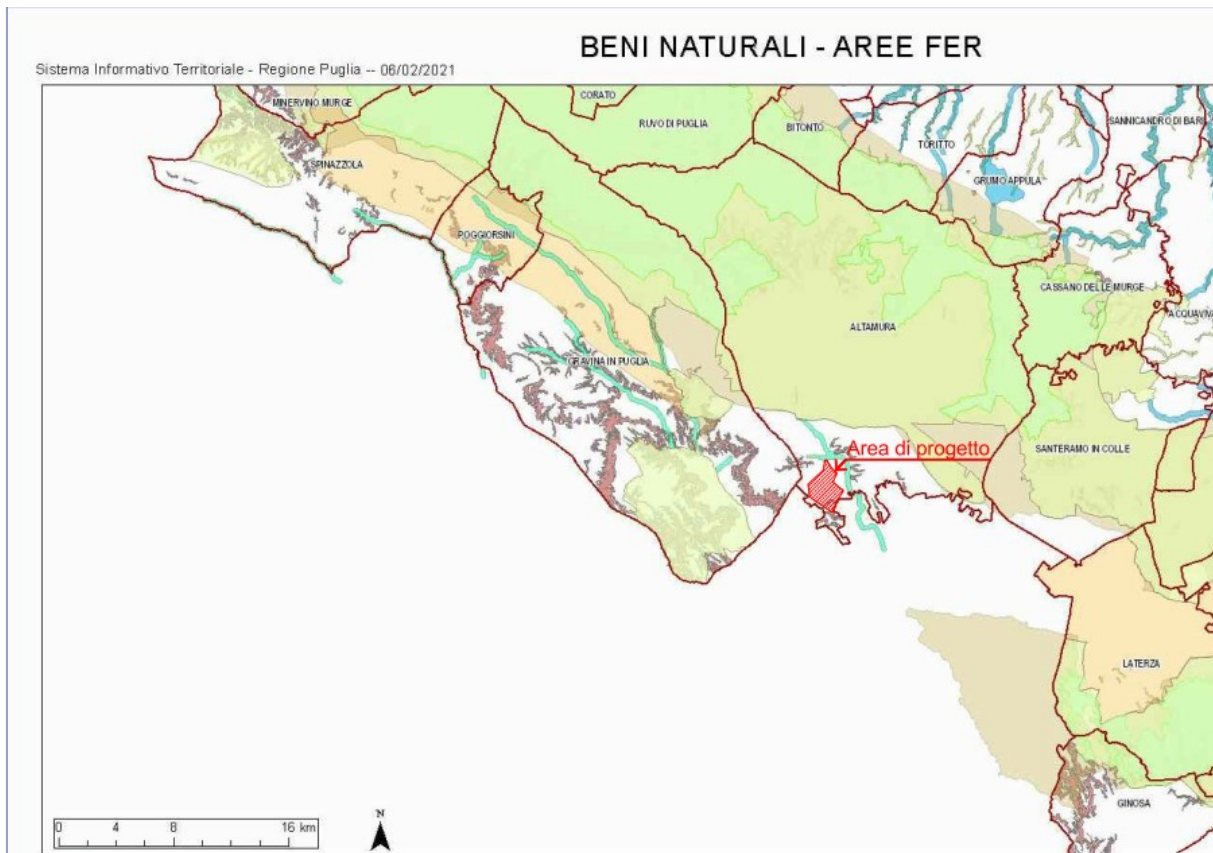 BENI NATURALI - AREE FER
Sistema Informativo Territoriale - Regione Puglia -- 06/02/2021
MINERVINO MURGE
CORATO
RUVO DI PUGLIA
BITONTO
TORITTO
SANNICANDRO DI BARI
SPINAZZOLA
GRUMO APPULA
POGGIORSINI
CASSANO DELLE MURGE
ACQUAVIVA
ALTAMURA
GRAVINA IN PUGLIA
Area di progetto
SANTERAMO IN COLLE
LATERZA
GINOSA
N
0 4 8 16 km